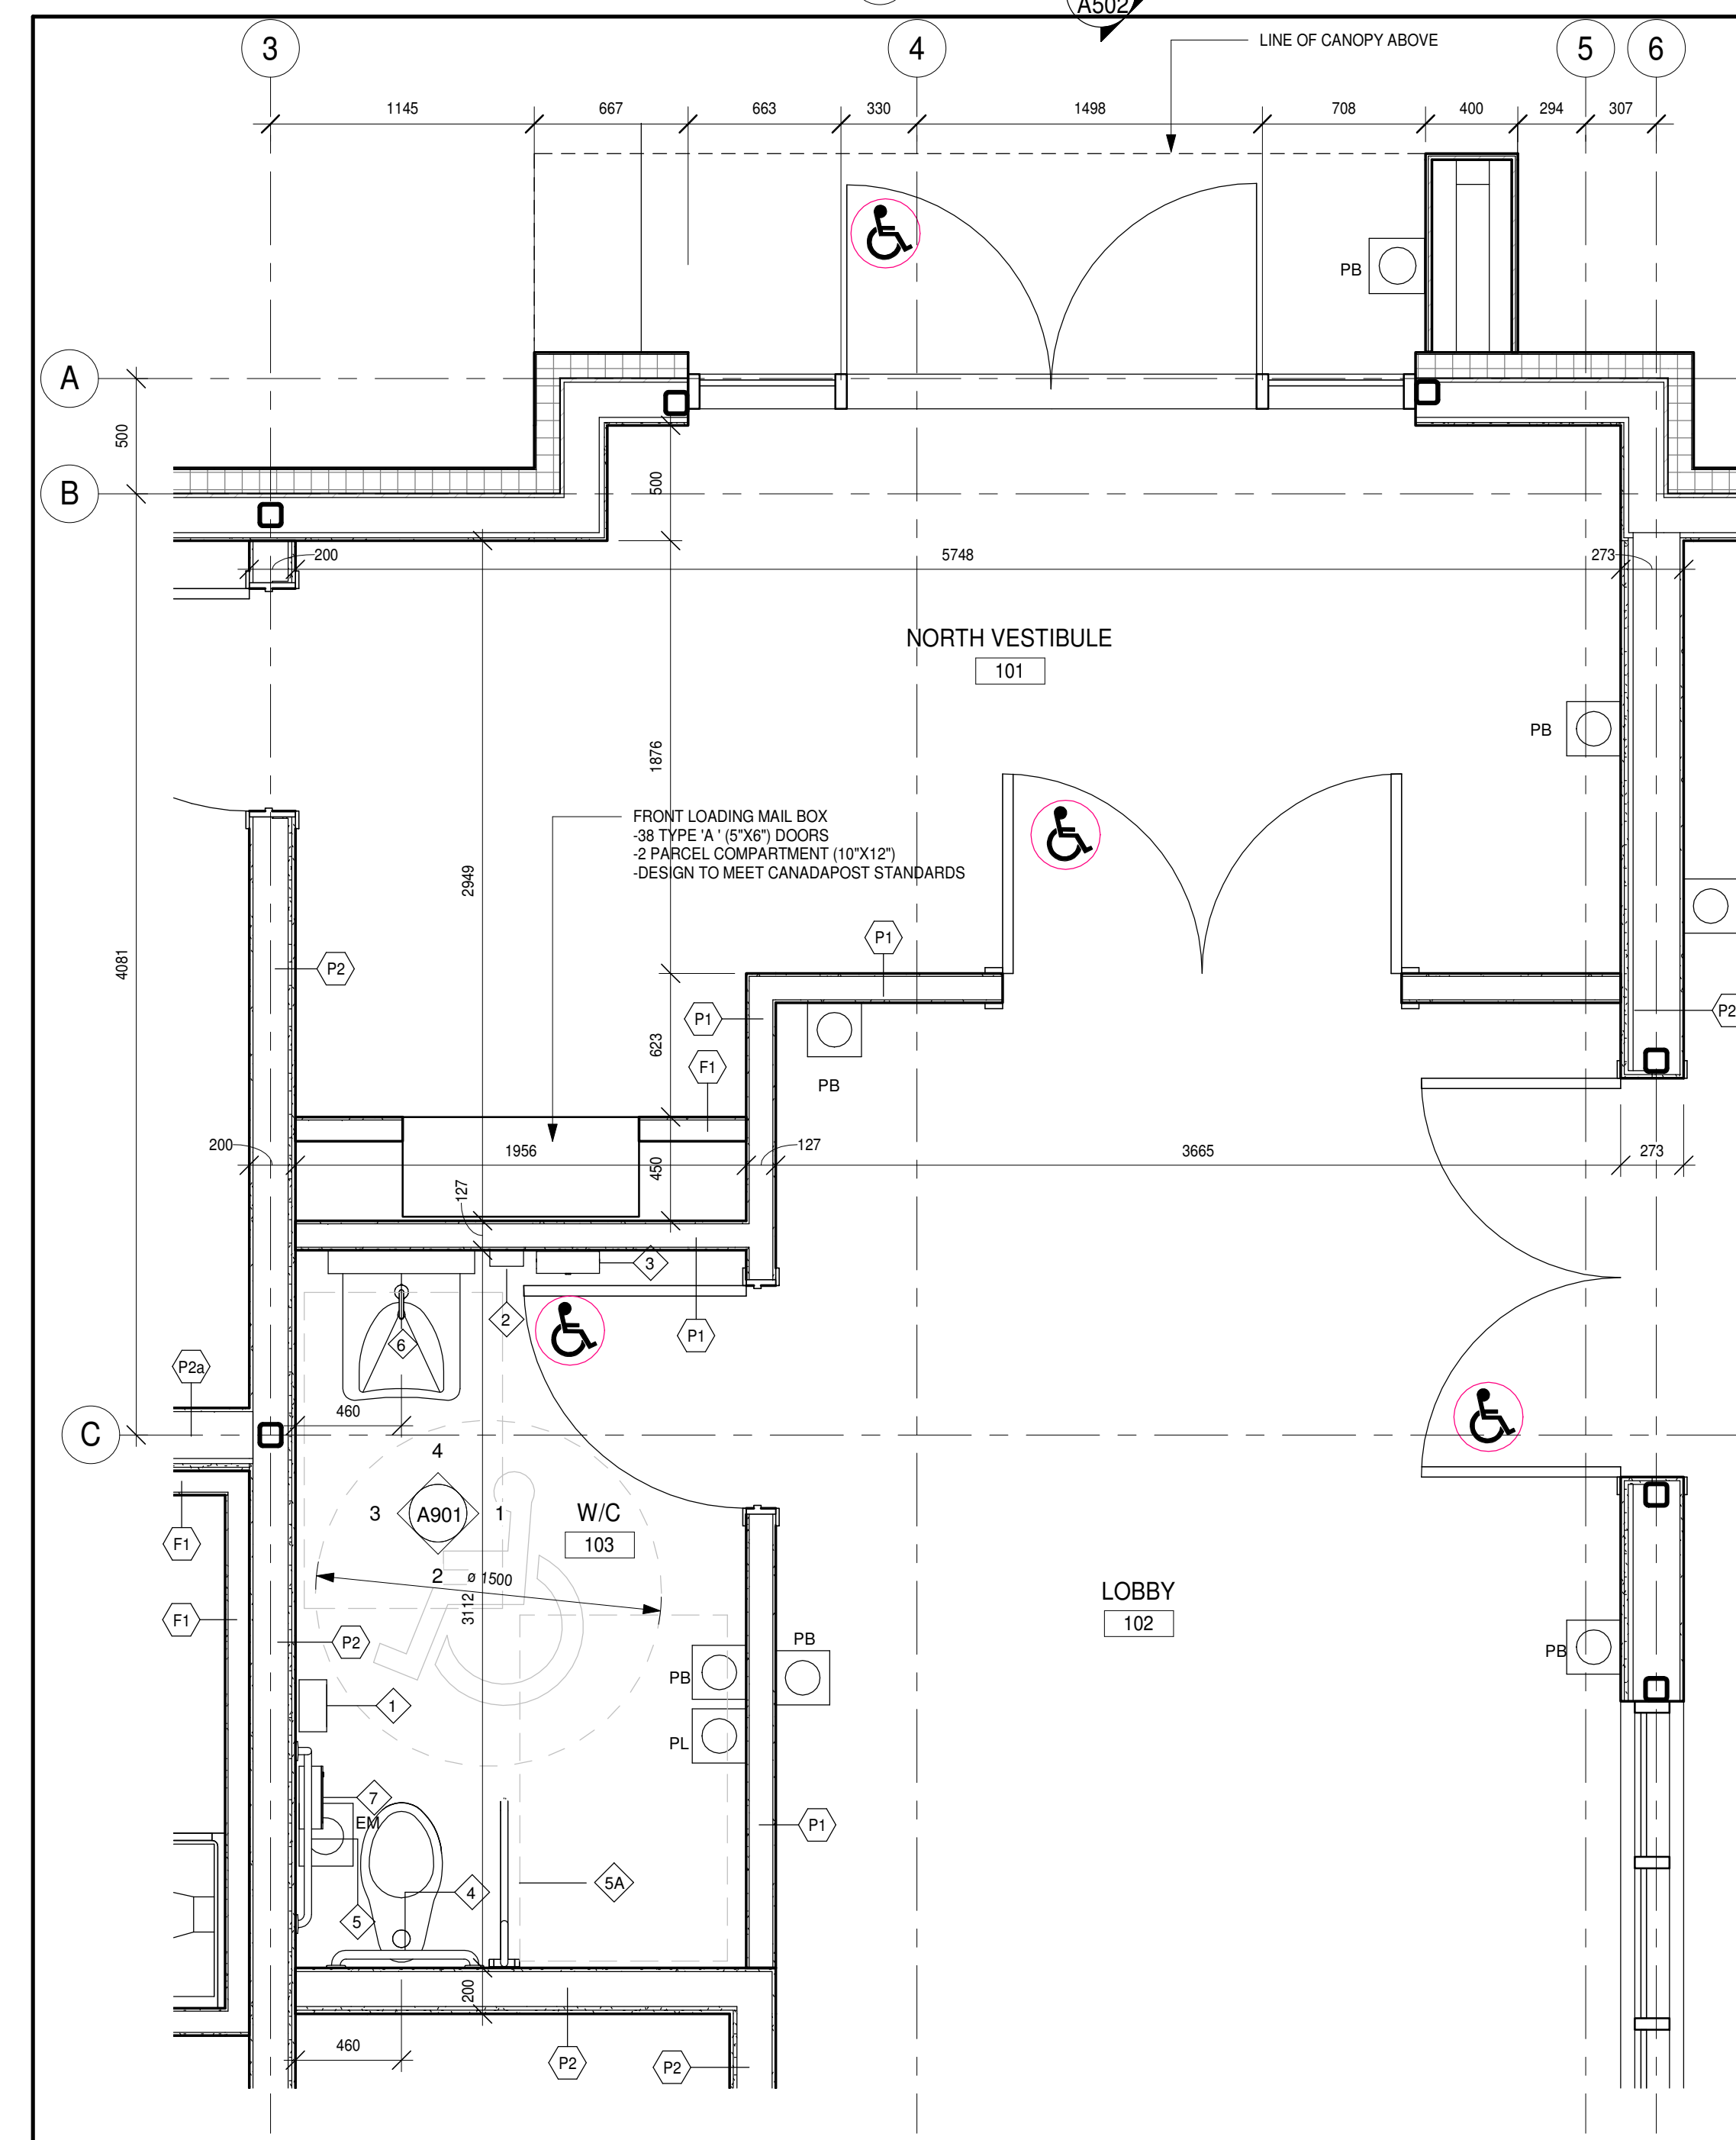 A502
LINE OF CANOPY ABOVE
3
4
5
6
1145
667
663
330
1498
708
400
294
307
PB
A
500
B
500
200
5748
273
NORTH VESTIBULE
101
PB
1876
FRONT LOADING MAIL BOX
-38 TYPE 'A ' (5"X6") DOORS
-2 PARCEL COMPARTMENT (10"X12")
-DESIGN TO MEET CANADAPOST STANDARDS
2949
4081
P2
P1
P1
623
F1
PB
P2
200
1956
450
127
3665
273
127
3
2
6
P1
P2a
460
C
4
3
A901
1
2
W/C
103
ø 1500
3112
F1
F1
P2
LOBBY
102
PB
PB
PB
PL
1
7
EM
P1
4
5A
5
200
460
P2
P2